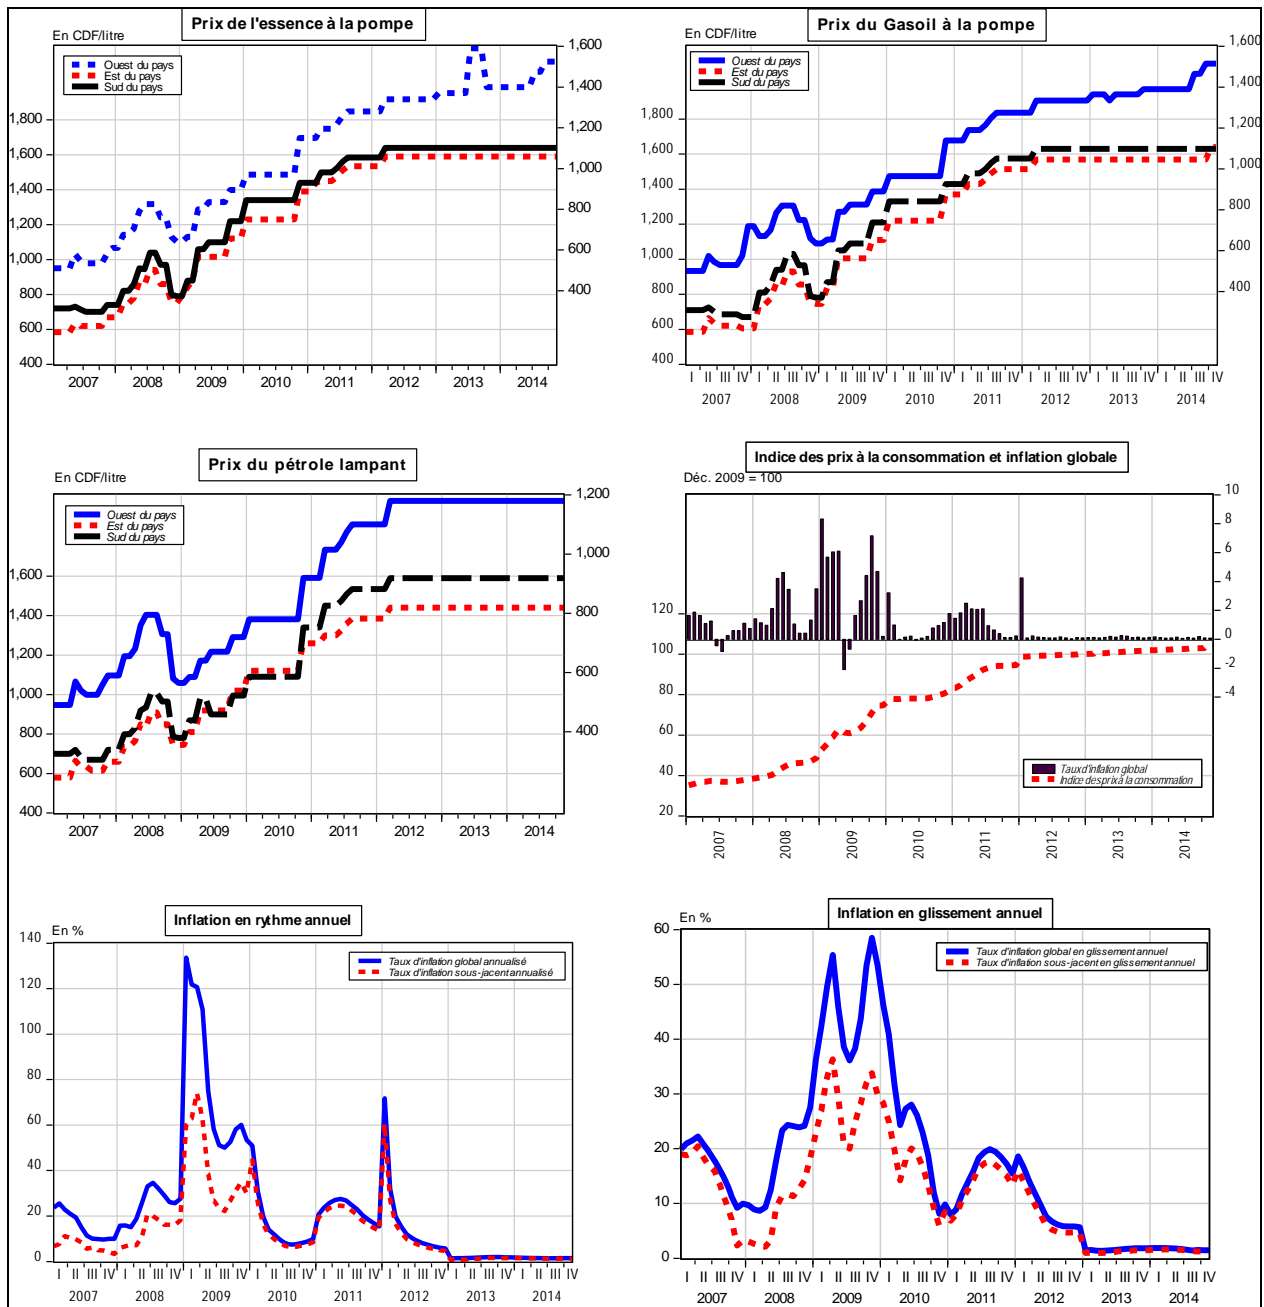 Prix de l'essence à la pompe
En CDF/litre
Ouest du pays
Est du pays
Sud du pays
1,600
1,400
1,200
1,000
800
600
400
1,800
1,600
1,400
1,200
1,000
800
600
400
2007 2008 2009 2010 2011 2012 2013 2014
Prix du Gasoil à la pompe
En CDF/litre
Ouest du pays
Est du pays
Sud du pays
1,600
1,400
1,200
1,000
800
600
400
1,800
1,600
1,400
1,200
1,000
800
600
400
I II III IV I II III IV I II III IV I II III IV I II III IV I II III IV I II III IV I II III IV
2007 2008 2009 2010 2011 2012 2013 2014
Prix du pétrole lampant
En CDF/litre
Ouest du pays
Est du pays
Sud du pays
1,200
1,000
800
600
400
1,600
1,400
1,200
1,000
800
600
400
2007 2008 2009 2010 2011 2012 2013 2014
Indice des prix à la consommation et inflation globale
Déc. 2009 = 100
10
8
6
4
2
0
-2
-4
120
100
80
60
40
20
Taux d'inflation global
Indice des prix à la consommation
2007 2008 2009 2010 2011 2012 2013 2014
Inflation en rythme annuel
En %
Taux d'inflation global annualisé
Taux d'inflation sous-jacent annualisé
140
120
100
80
60
40
20
0
I II III IV I II III IV I II III IV I II III IV I II III IV I II III IV I II III IV I II III IV
2007 2008 2009 2010 2011 2012 2013 2014
Inflation en glissement annuel
En %
Taux d'inflation global en glissement annuel
Taux d'inflation sous-jacent en glissement annuel
60
50
40
30
20
10
0
I II III IV I II III IV I II III IV I II III IV I II III IV I II III IV I II III IV I II III IV
2007 2008 2009 2010 2011 2012 2013 2014